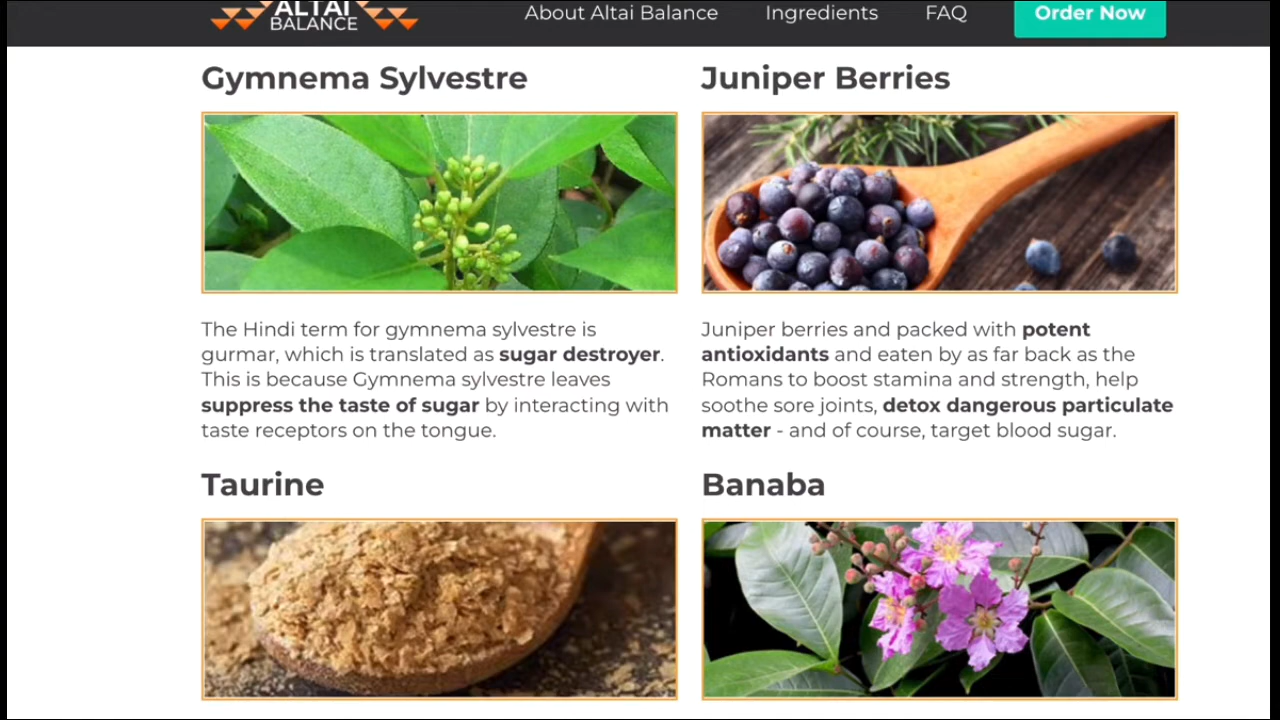 ALTAI
BALANCE
About Altai Balance
Ingredients
FAQ
Order Now
Gymnema Sylvestre
The Hindi term for gymnema sylvestre is
gurmar, which is translated as sugar destroyer.
This is because Gymnema sylvestre leaves
suppress the taste of sugar by interacting with
taste receptors on the tongue.
Juniper Berries
Juniper berries and packed with potent
antioxidants and eaten by as far back as the
Romans to boost stamina and strength, help
soothe sore joints, detox dangerous particulate
matter - and of course, target blood sugar.
Taurine
Banaba